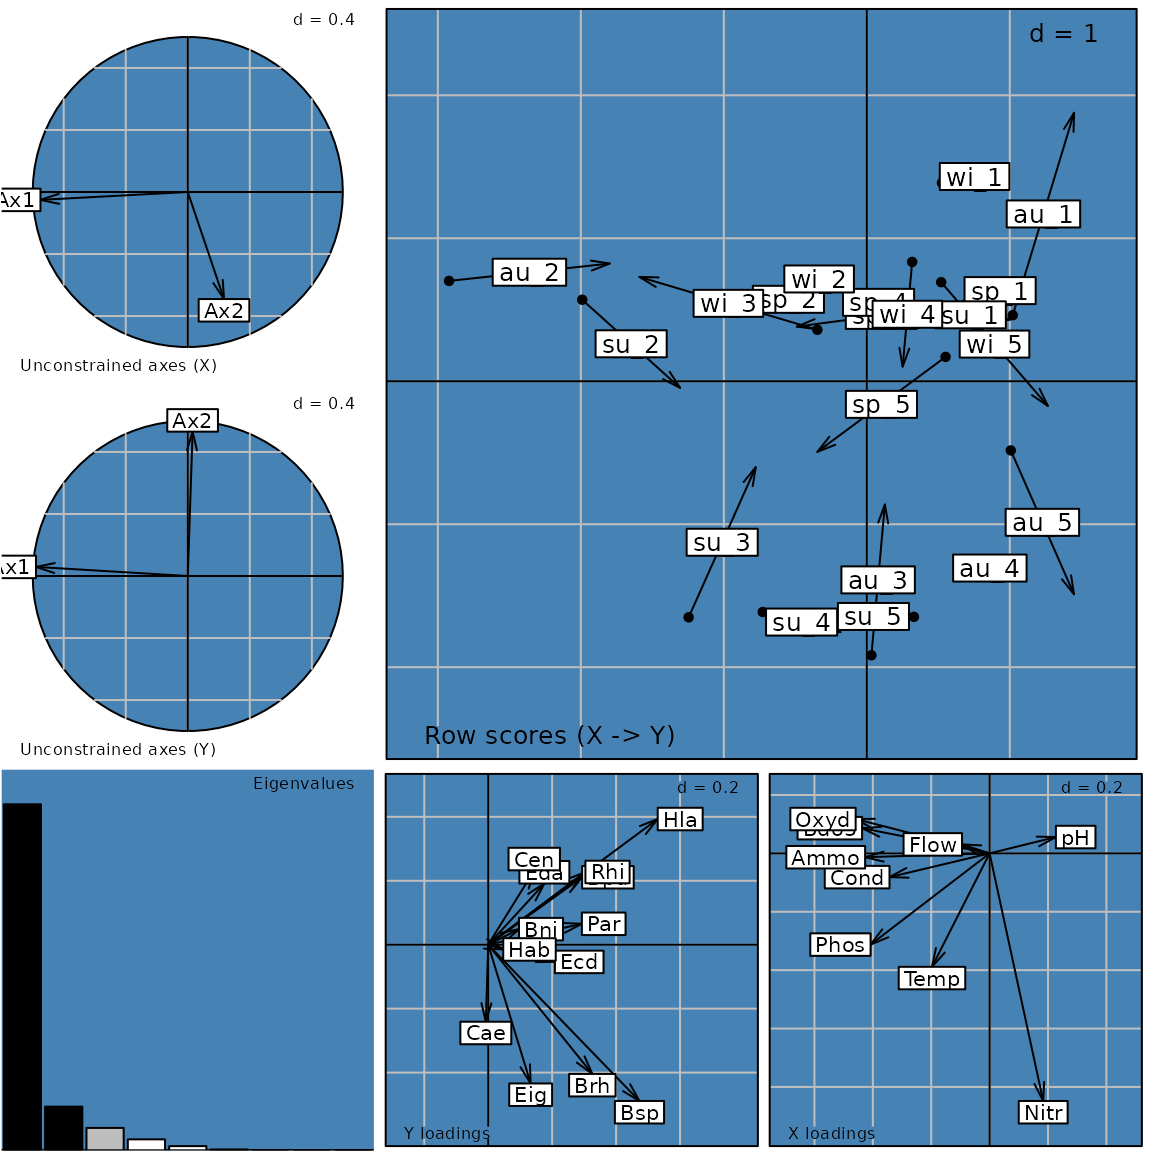 d = 0.4
Ax1
Ax2
Unconstrained axes (X)
d = 0.4
Ax2
Ax1
Unconstrained axes (Y)
Eigenvalues
d = 1
wi_1
au_1
au_2
wi_2
sp_1
wi_3
sp_2
sp_4
wi_4
su_1
su_2
wi_5
sp_5
au_5
su_3
au_4
au_3
su_4
su_5
Row scores (X -> Y)
d = 0.2
Hla
Cen
Eda
Rhi
Bni
Par
Hab
Ecd
Cae
Eig
Brh
Bsp
Y loadings
d = 0.2
Oxyd
pH
Flow
Ammo
Cond
Phos
Temp
Nitr
X loadings